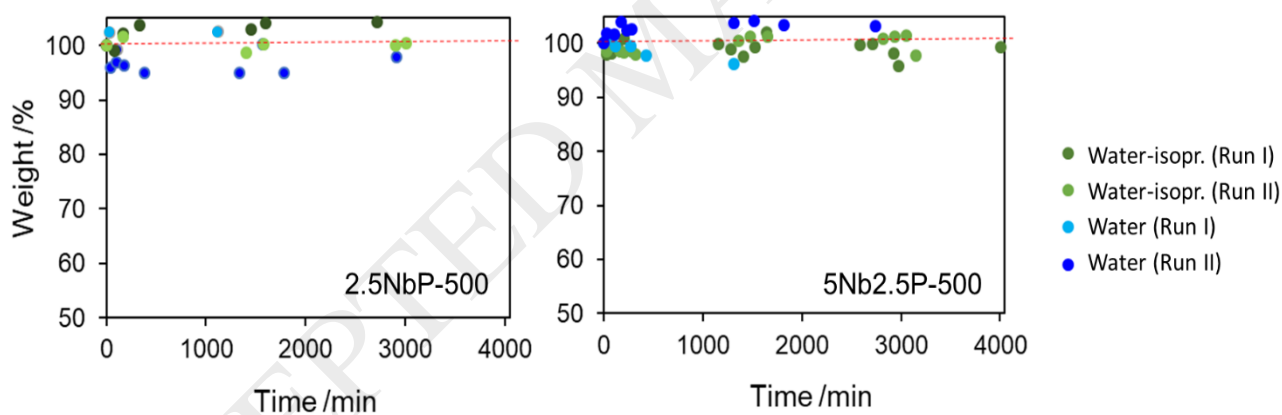 Weight /%
100
90
80
70
60
50
0
1000
2000
3000
4000
Time /min
2.5NbP-500
100
90
80
70
60
50
0
1000
2000
3000
4000
Time /min
5Nb2.5P-500
Water-isopr. (Run I)
Water-isopr. (Run II)
Water (Run I)
Water (Run II)
EPTED MA